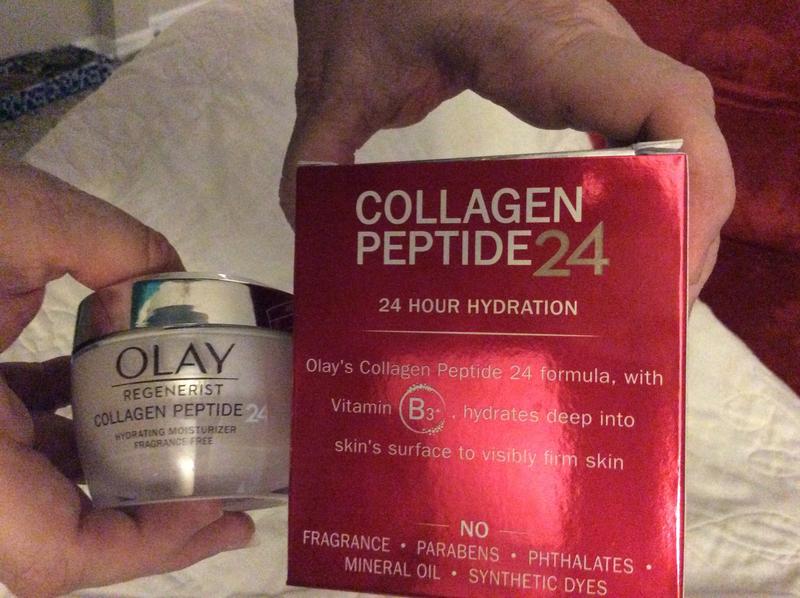 COLLAGEN
PEPTIDE24
24 HOUR HYDRATION
Olay's Collagen Peptide 24 formula, with
Vitamin B3+, hydrates deep into
skin's surface to visibly firm skin
NO
FRAGRANCE • PARABENS • PHTHALATES •
MINERAL OIL • SYNTHETIC DYES
OLAY
REGENERIST
COLLAGEN PEPTIDE24
HYDRATING MOISTURIZER
FRAGRANCE-FREE